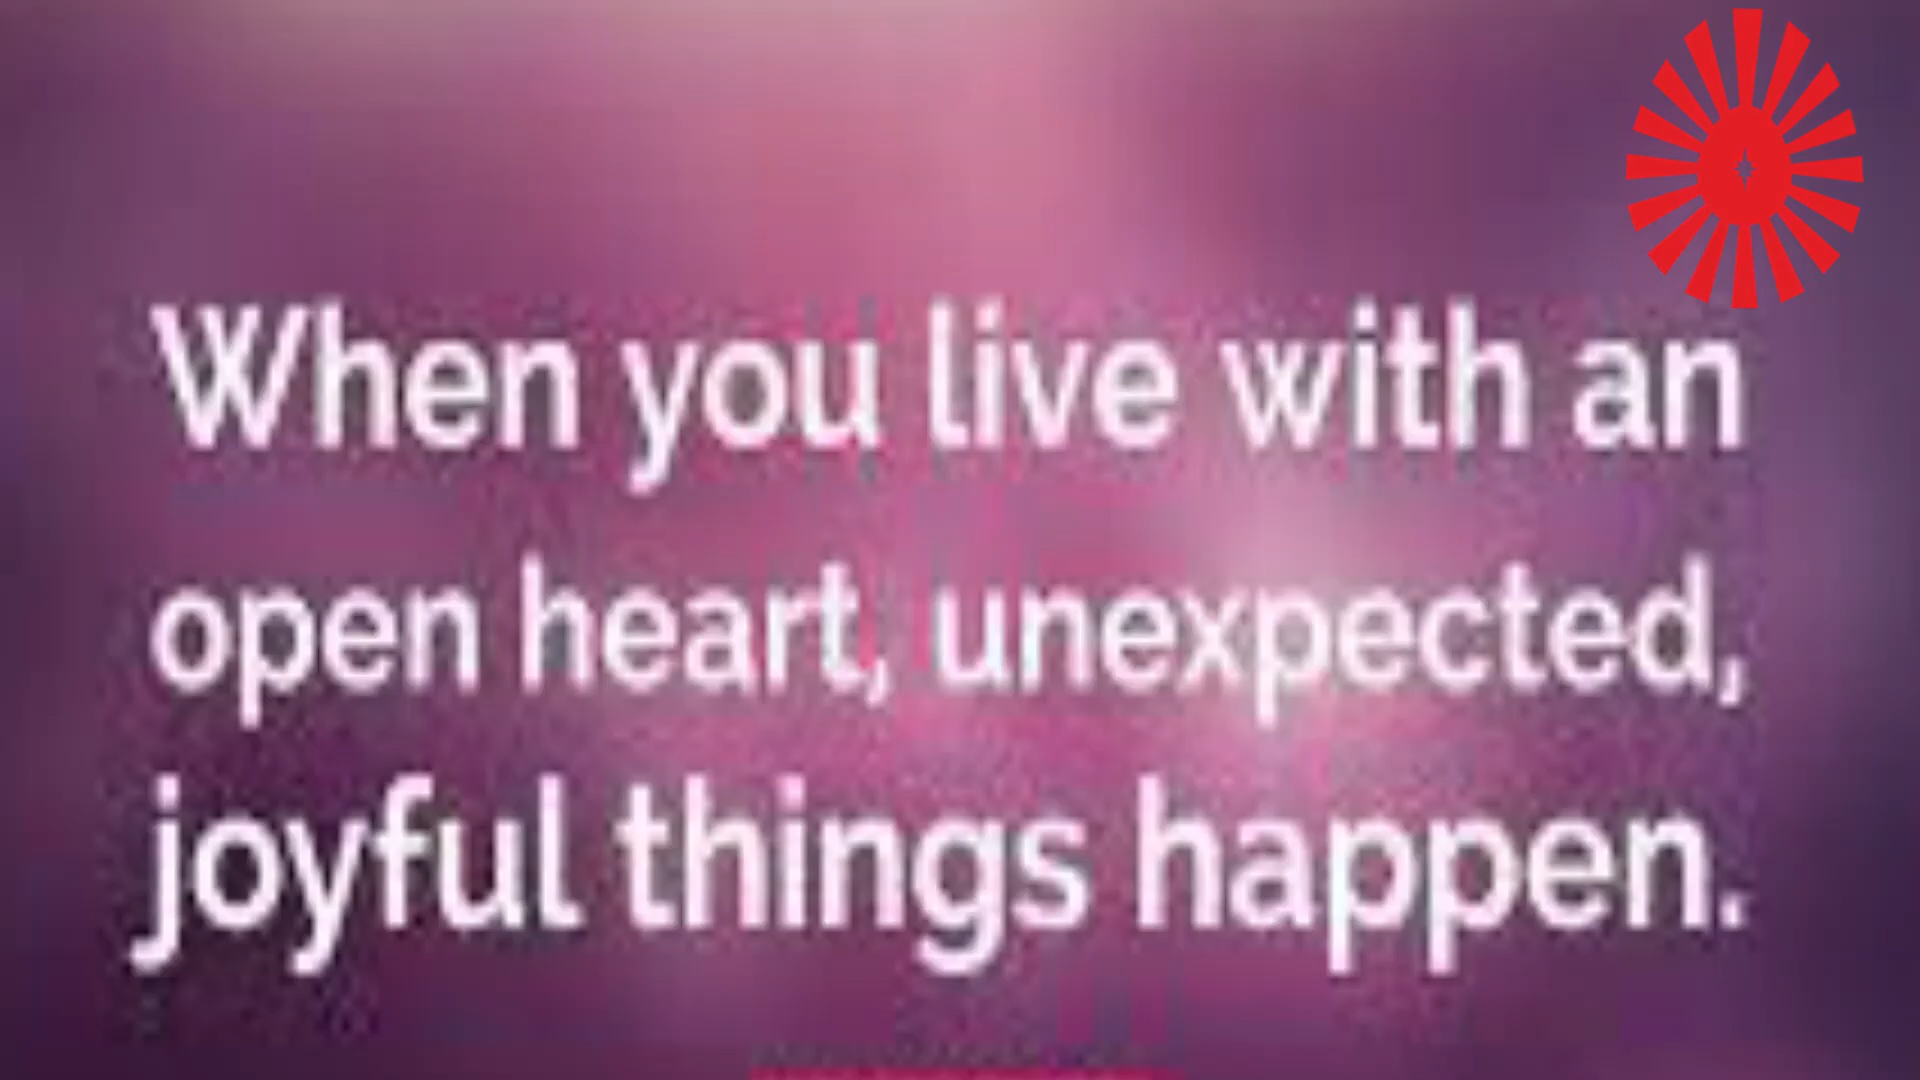 When you live with an
open heart, unexpected,
joyful things happen.